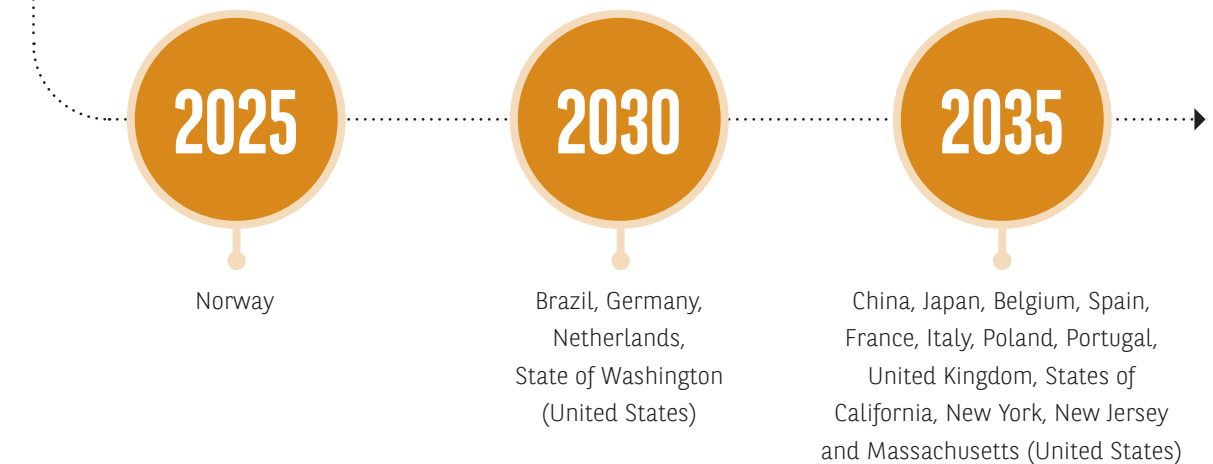 2025
Norway
2030
Brazil, Germany,
Netherlands,
State of Washington
(United States)
2035
China, Japan, Belgium, Spain,
France, Italy, Poland, Portugal,
United Kingdom, States of
California, New York, New Jersey
and Massachusetts (United States)